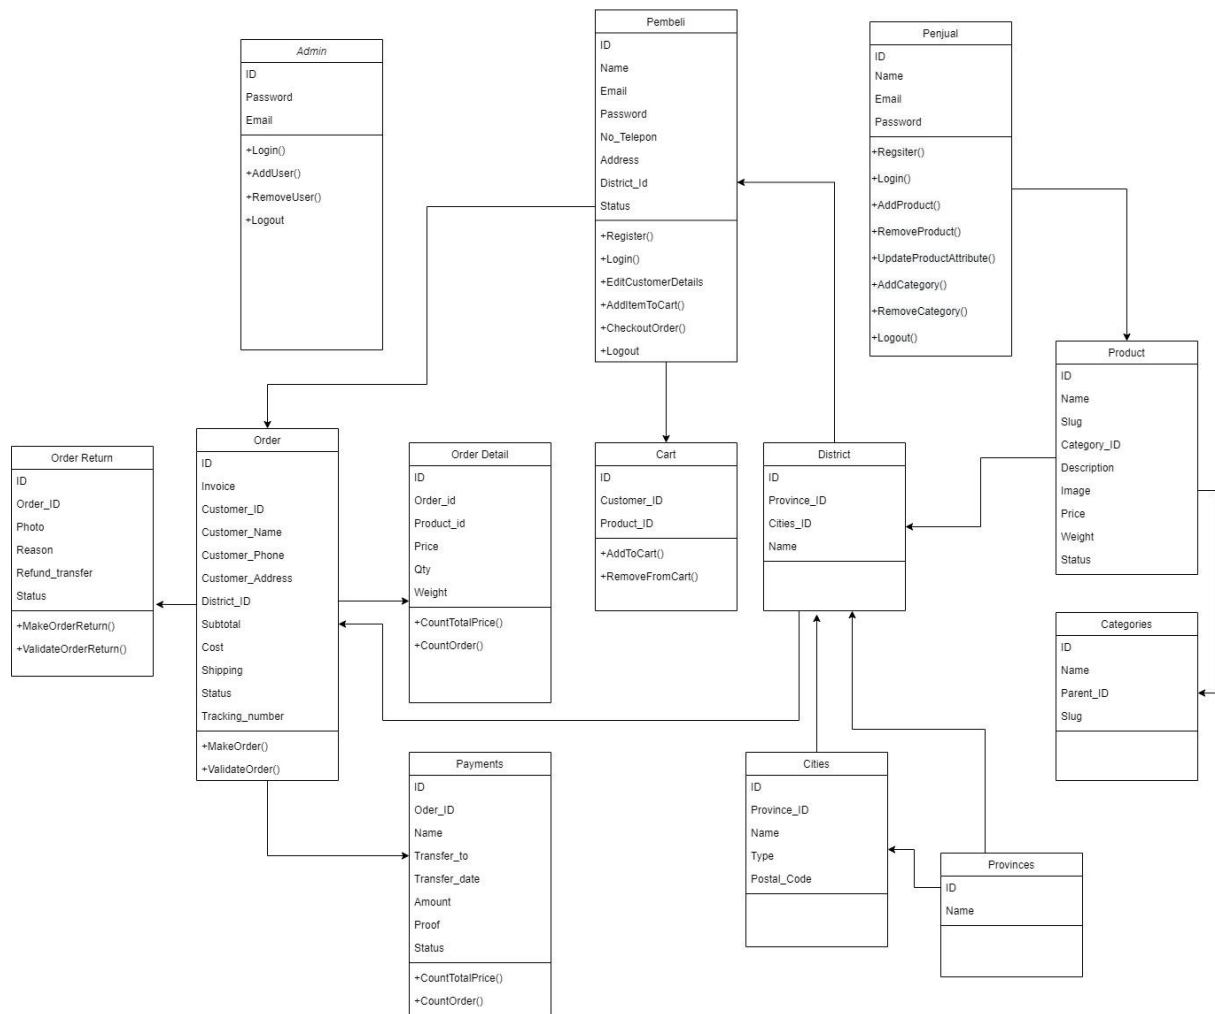 Admin
ID
Password
Email
+Login()
+AddUser()
+RemoveUser()
+Logout
Pembeli
ID
Name
Email
Password
No_Telepon
Address
District_Id
Status
+Register()
+Login()
+EditCustomerDetails
+AddItemToCart()
+CheckoutOrder()
+Logout
Penjual
ID
Name
Email
Password
+Regsiter()
+Login()
+AddProduct()
+RemoveProduct()
+UpdateProductAttribute()
+AddCategory()
+RemoveCategory()
+Logout()
Product
ID
Name
Slug
Category_ID
Description
Image
Price
Weight
Status
Order Return
ID
Order_ID
Photo
Reason
Refund_transfer
Status
+MakeOrderReturn()
+ValidateOrderReturn()
Order
ID
Invoice
Customer_ID
Customer_Name
Customer_Phone
Customer_Address
District_ID
Subtotal
Cost
Shipping
Status
Tracking_number
+MakeOrder()
+ValidateOrder()
Order Detail
ID
Order_id
Product_id
Price
Qty
Weight
+CountTotalPrice()
+CountOrder()
Cart
ID
Customer_ID
Product_ID
+AddToCart()
+RemoveFromCart()
District
ID
Province_ID
Cities_ID
Name
Categories
ID
Name
Parent_ID
Slug
Payments
ID
Oder_ID
Name
Transfer_to
Transfer_date
Amount
Proof
Status
+CountTotalPrice()
+CountOrder()
Cities
ID
Province_ID
Name
Type
Postal_Code
Provinces
ID
Name